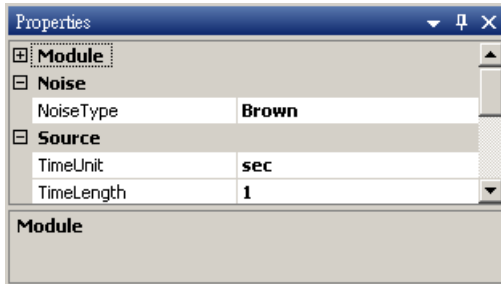 Properties
Module
Noise
NoiseType Brown
Source
TimeUnit sec
TimeLength 1
Module